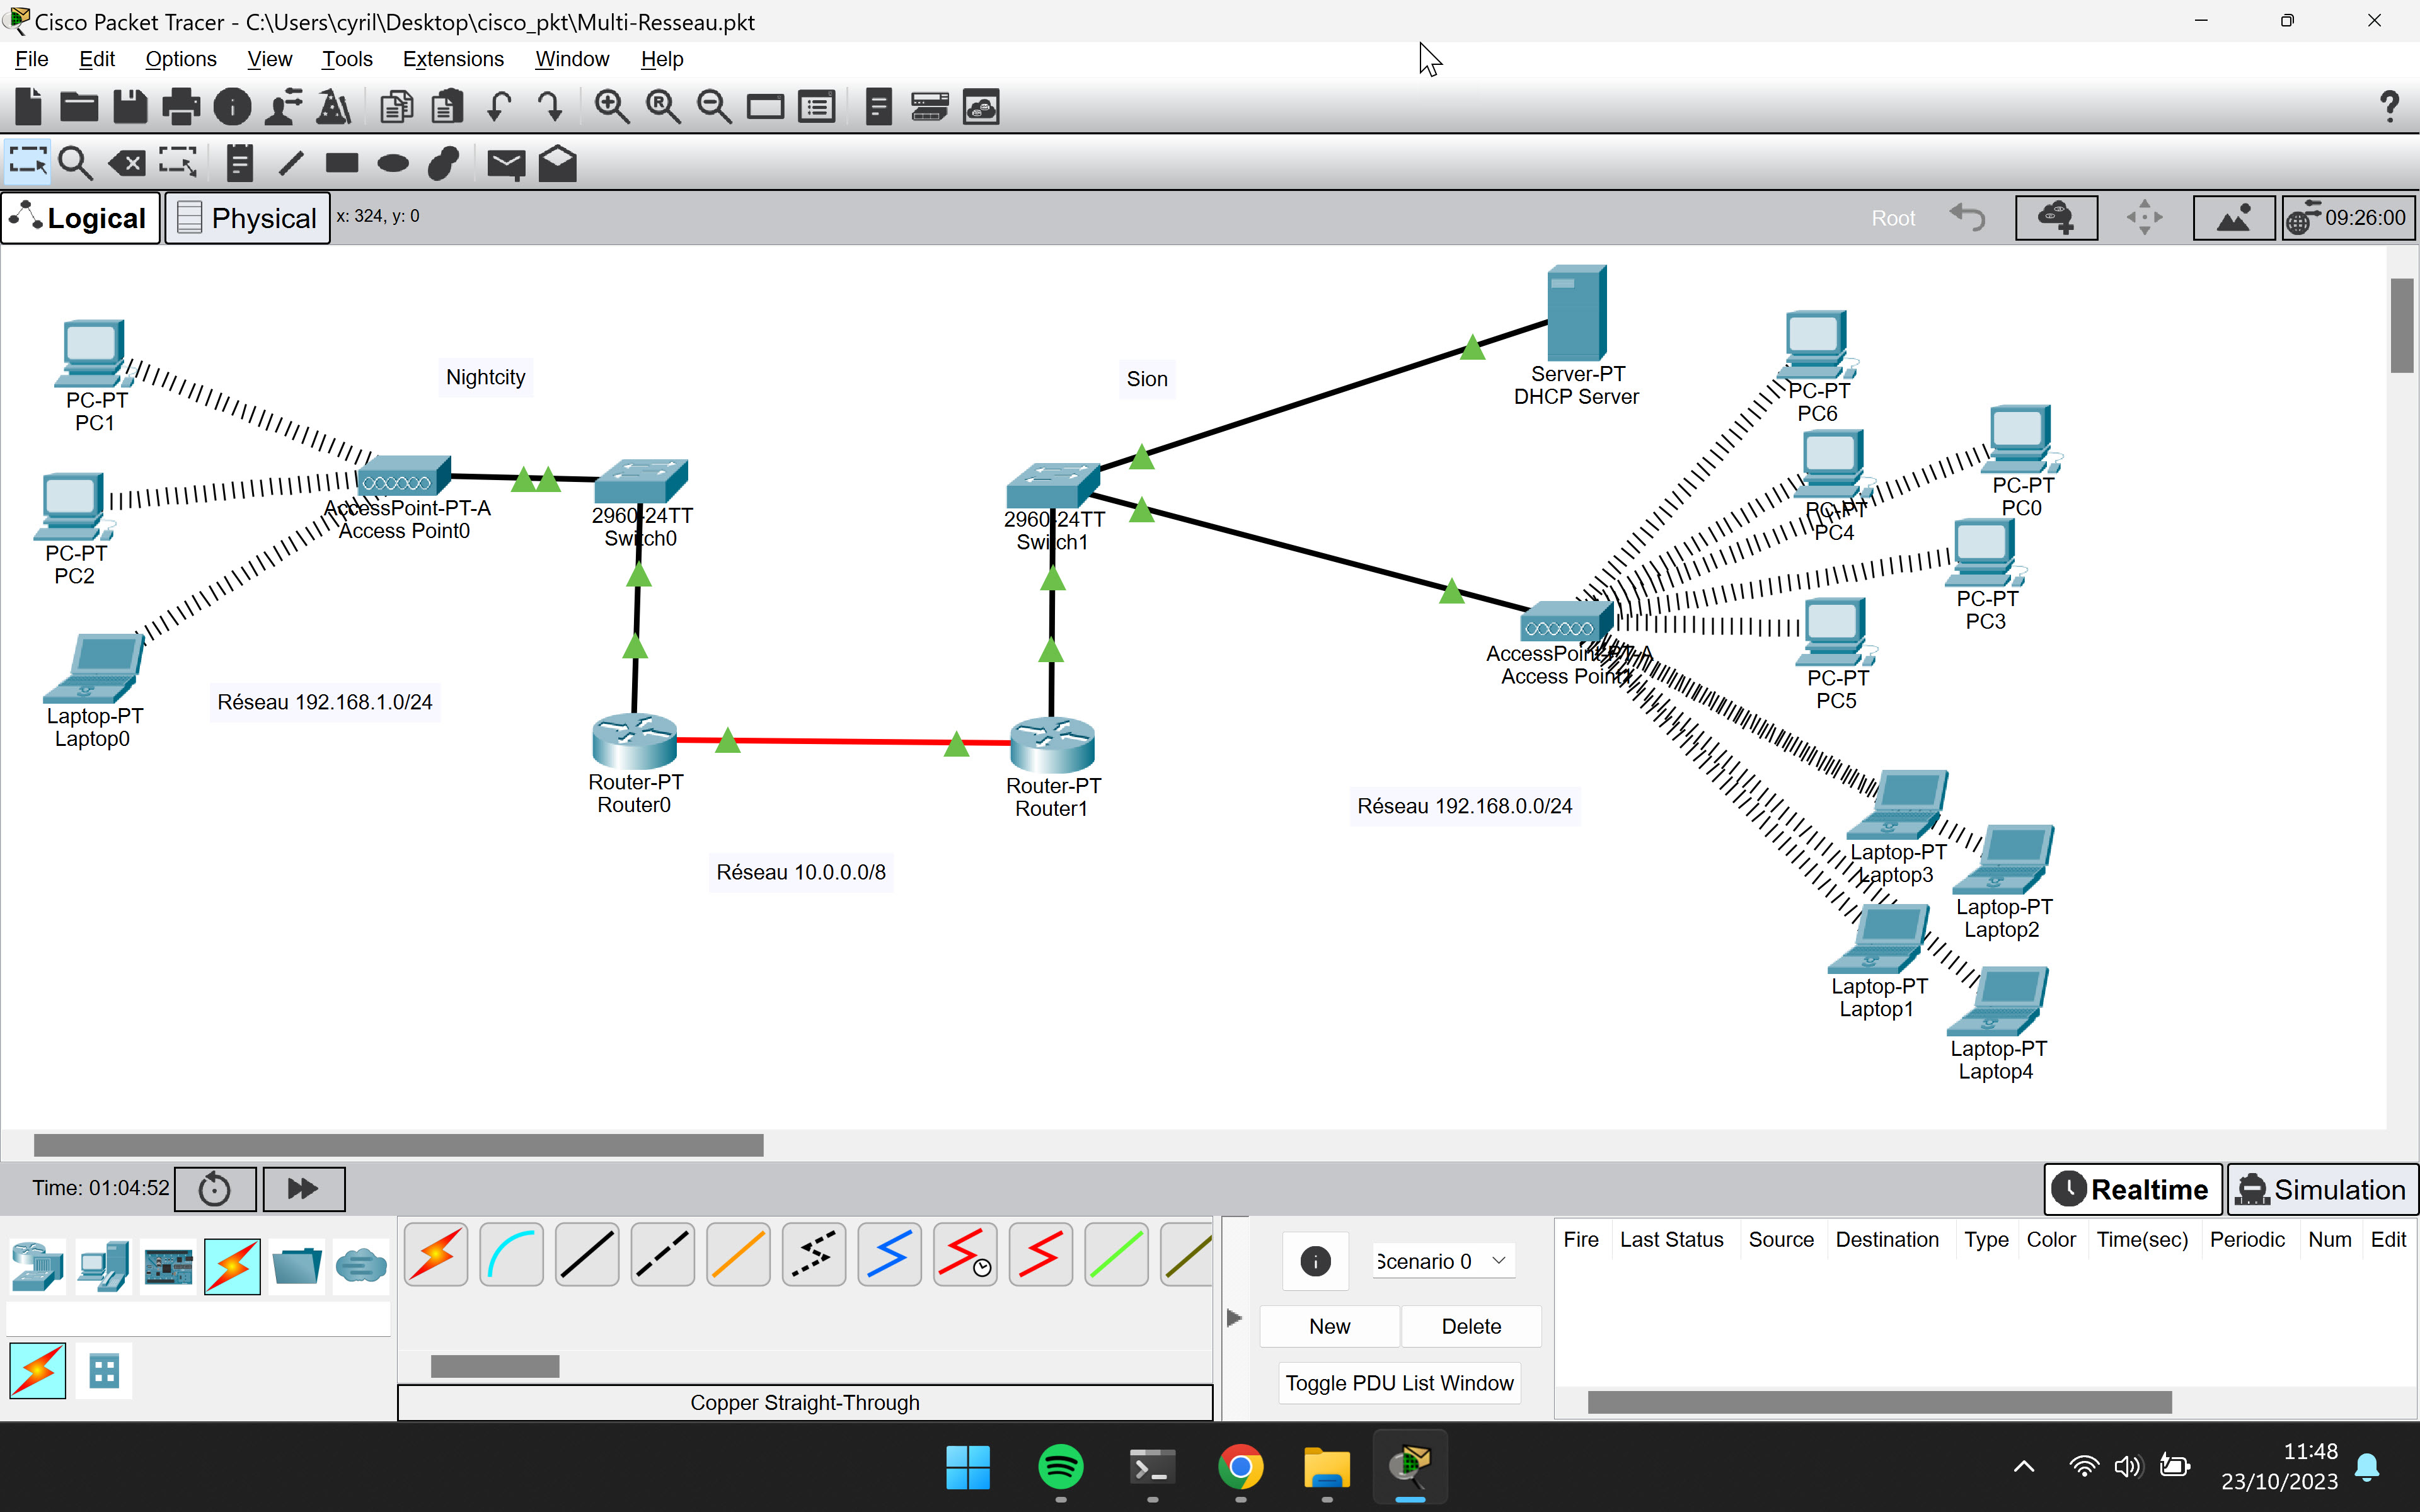 Cisco Packet Tracer - C:\Users\cyril\Desktop\cisco_pkt\Multi-Resseau.pkt
File Edit Options View Tools Extensions Window Help
Logical Physical x: 324, y: 0 Root 09:26:00
PC-PT
PC1
Nightcity
Sion
Server-PT
DHCP Server
PC-PT
PC6
PC-PT
PC0
PC-PT
PC4
AccessPoint-PT-A
Access Point0
2960-24TT
Switch0
2960-24TT
Switch1
PC-PT
PC2
PC-PT
PC3
AccessPoint-PT-A
Access Point1
PC-PT
PC5
Laptop-PT
Laptop0
Réseau 192.168.1.0/24
Router-PT
Router0
Router-PT
Router1
Réseau 192.168.0.0/24
Réseau 10.0.0.0/8
Laptop-PT
Laptop3
Laptop-PT
Laptop2
Laptop-PT
Laptop1
Laptop-PT
Laptop4
Time: 01:04:52 Realtime Simulation
Scenario 0
New Delete
Toggle PDU List Window
Fire Last Status Source Destination Type Color Time(sec) Periodic Num Edit
Copper Straight-Through
11:48
23/10/2023